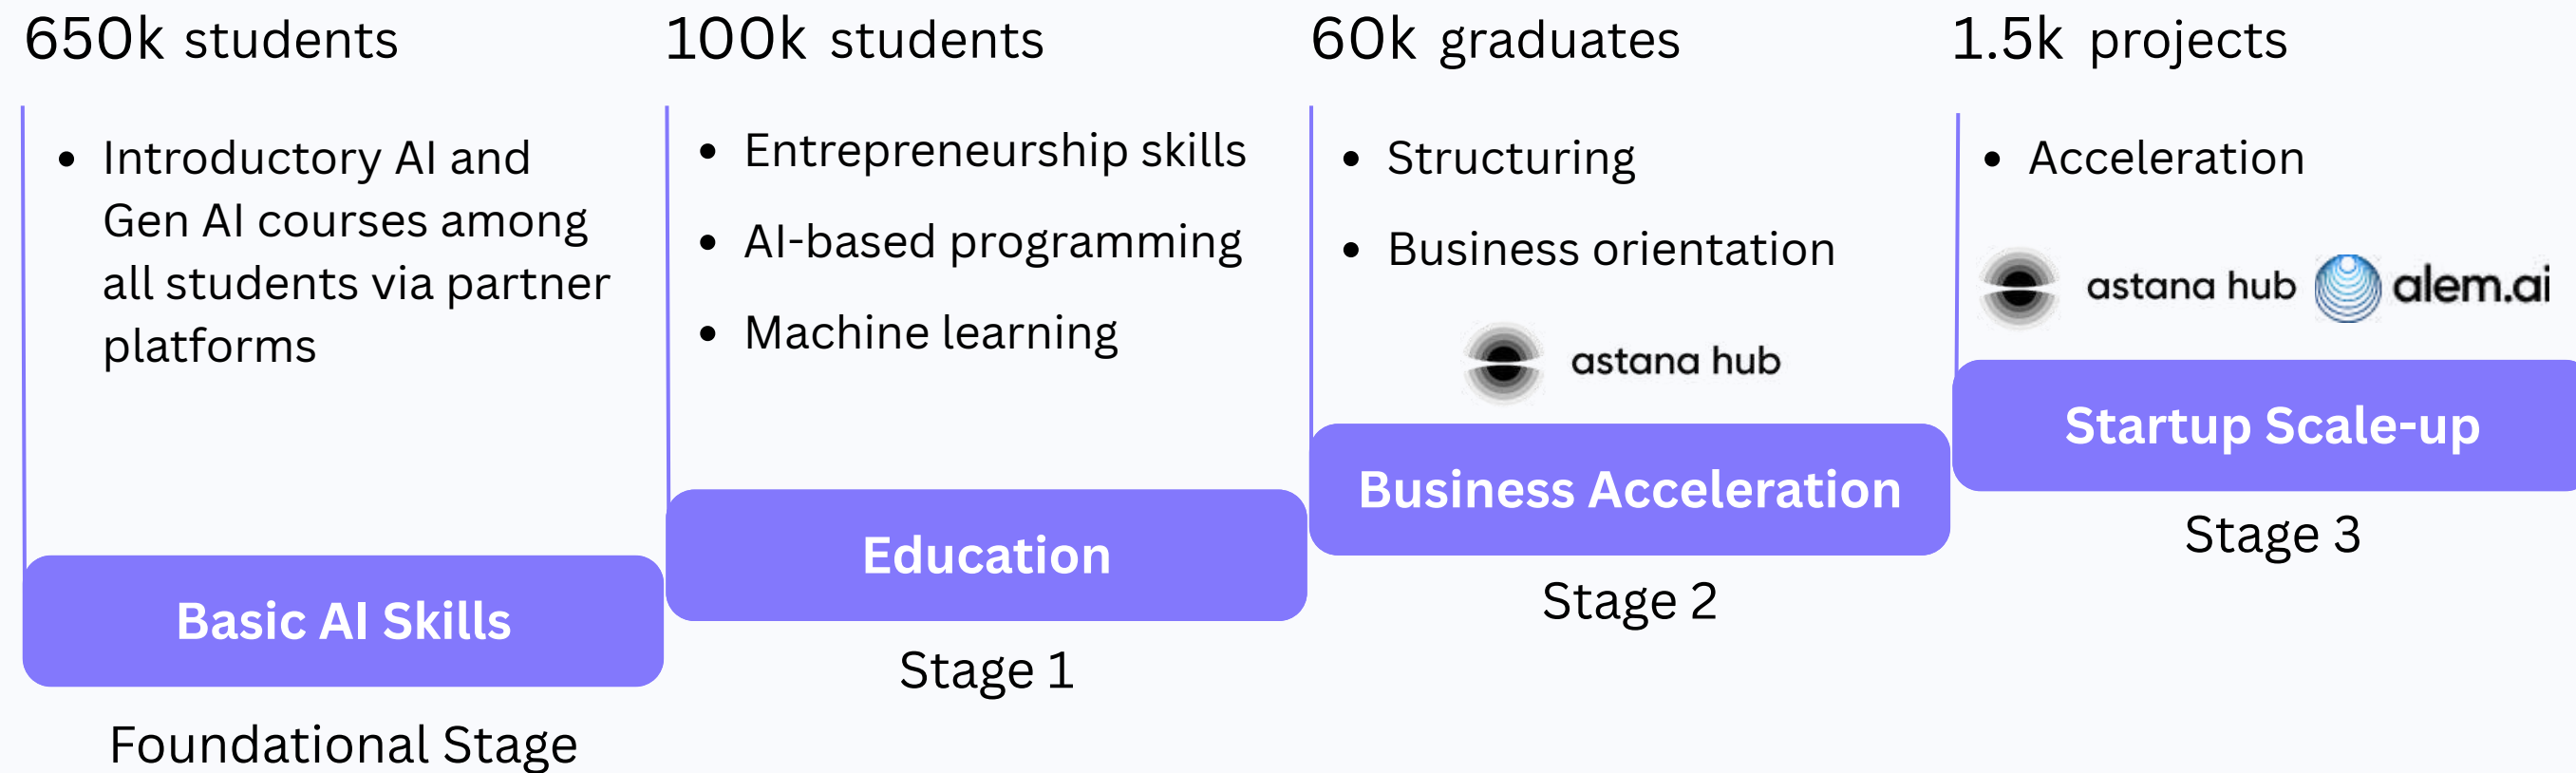 650k students
Introductory AI and
Gen AI courses among
all students via partner
platforms
Basic AI Skills
Foundational Stage
100k students
Entrepreneurship skills
AI-based programming
Machine learning
Education
Stage 1
60k graduates
Structuring
Business orientation
astana hub
Business Acceleration
Stage 2
1.5k projects
Acceleration
astana hub
alem.ai
Startup Scale-up
Stage 3